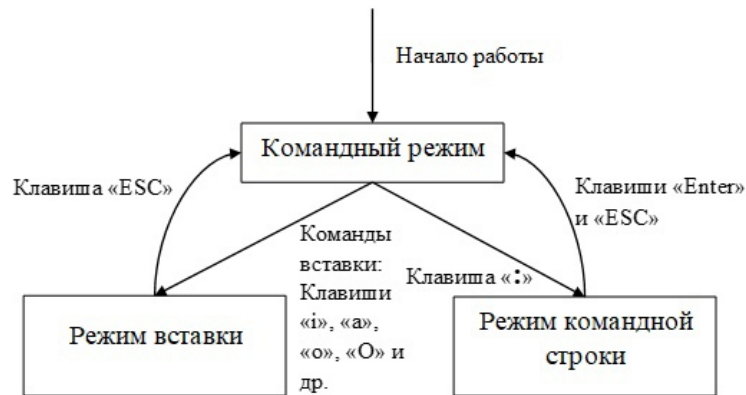 Начало работы
Командный режим
Клавиша «ESC»
Клавиши «Enter»
и «ESC»
Команды
вставки:
Клавиши
«i», «a»,
«o», «O» и
др.
Клавиша «:»
Режим вставки
Режим командной
строки